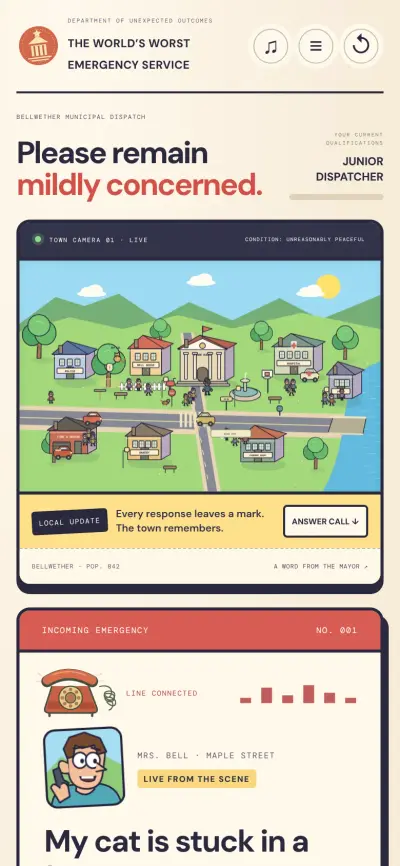 DEPARTMENT OF UNEXPECTED OUTCOMES
THE WORLD'S WORST
EMERGENCY SERVICE
BELLWETHER MUNICIPAL DISPATCH
Please remain
mildly concerned.
YOUR CURRENT
QUALIFICATIONS
JUNIOR
DISPATCHER
TOWN CAMERA 01 · LIVE
CONDITION: UNREASONABLY PEACEFUL
LOCAL UPDATE
Every response leaves a mark.
The town remembers.
ANSWER CALL ↓
BELLWETHER · POP. 842
A WORD FROM THE MAYOR ↗
INCOMING EMERGENCY
NO. 001
LINE CONNECTED
MRS. BELL · MAPLE STREET
LIVE FROM THE SCENE
My cat is stuck in a